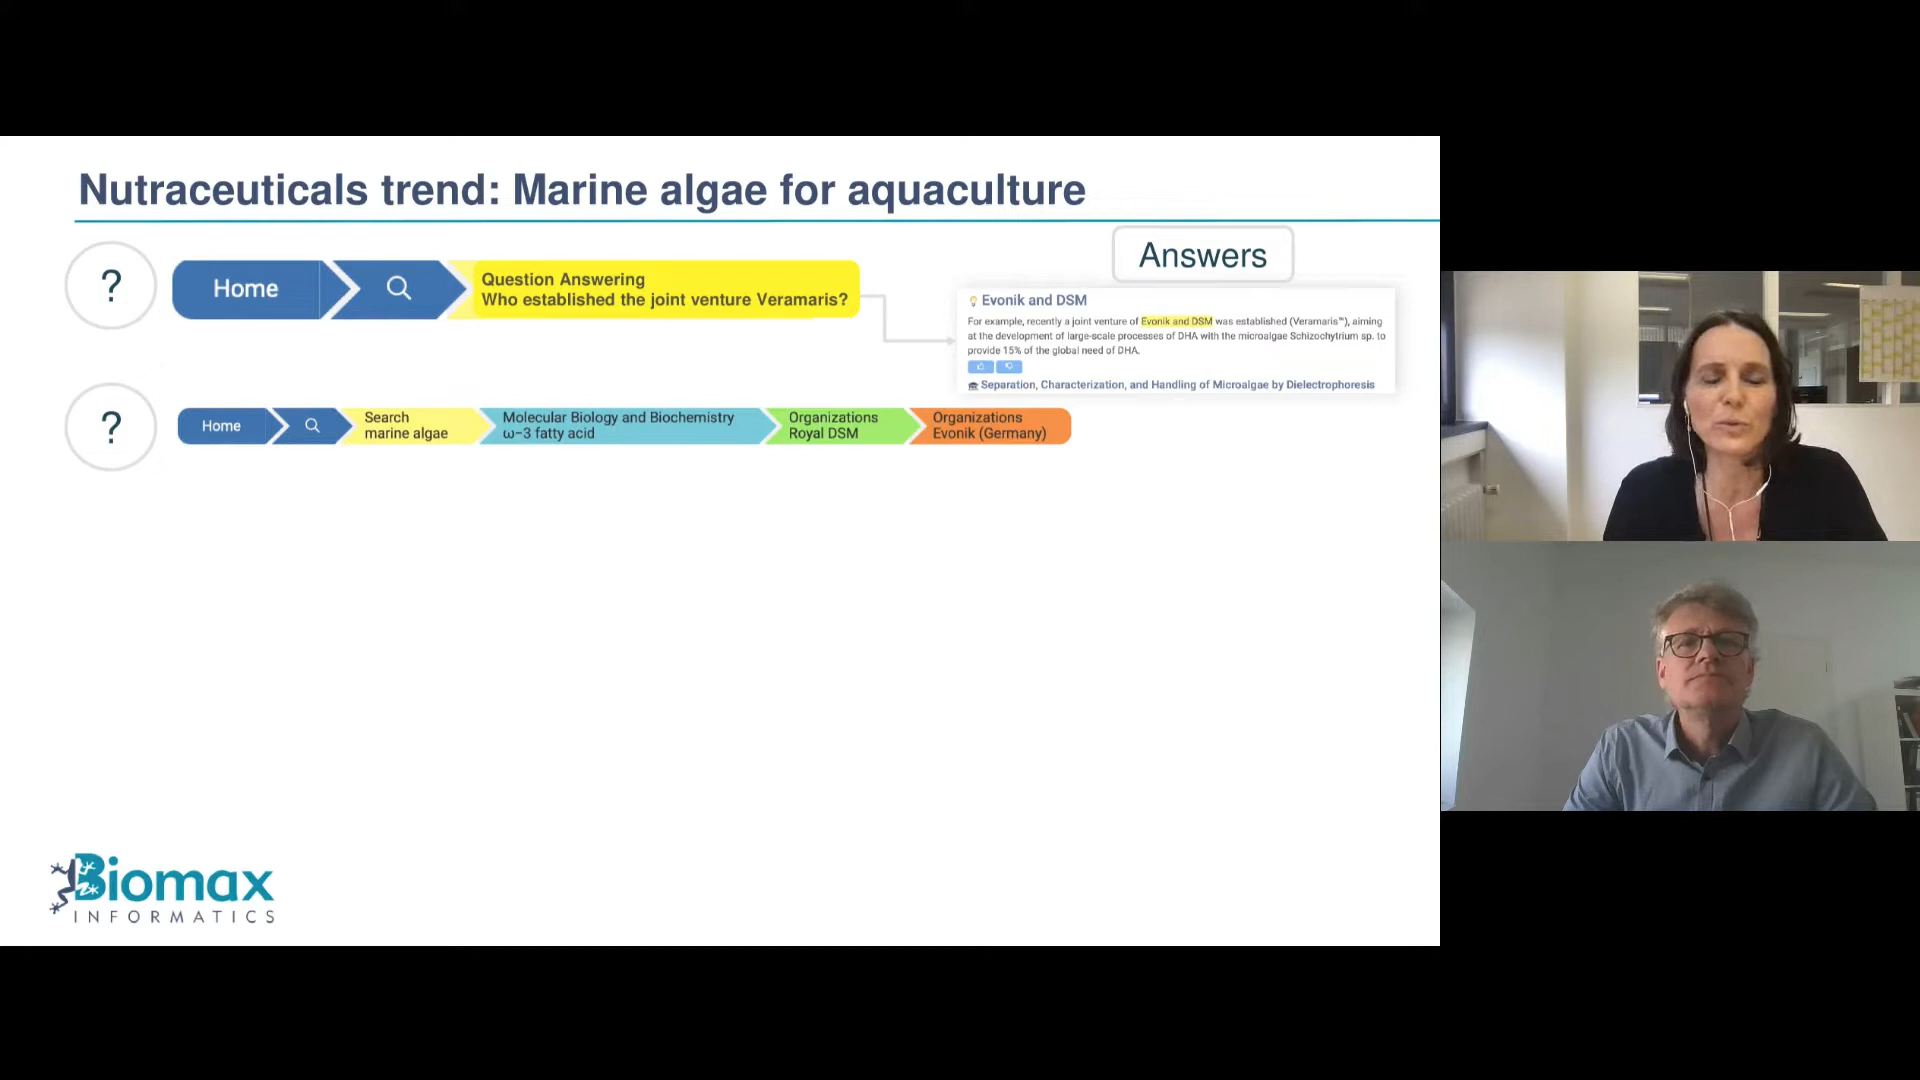 Nutraceuticals trend: Marine algae for aquaculture
Answers
?
Home
Question Answering
Who established the joint venture Veramaris?
Evonik and DSM
For example, recently a joint venture of Evonik and DSM was established (Veramaris™), aiming
at the development of large-scale processes of DHA with the microalgae Schizochytrium sp. to
provide 15% of the global need of DHA.
Separation, Characterization, and Handling of Microalgae by Dielectrophoresis
?
Home
Search
marine algae
Molecular Biology and Biochemistry
ω-3 fatty acid
Organizations
Royal DSM
Organizations
Evonik (Germany)
Biomax
INFORMATICS